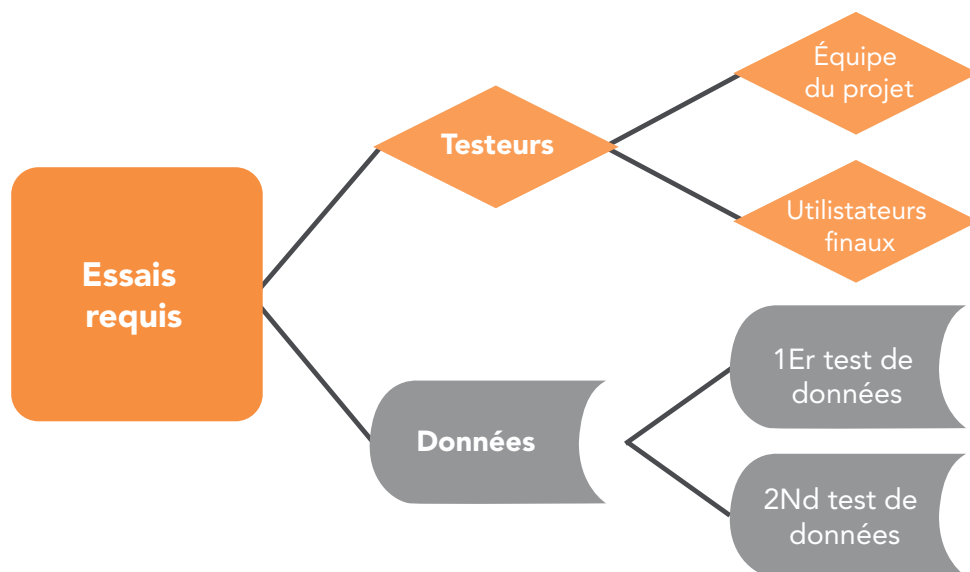 Équipe
du projet
Testeurs
Utilistateurs
finaux
Essais
requis
1Er test de
données
Données
2Nd test de
données